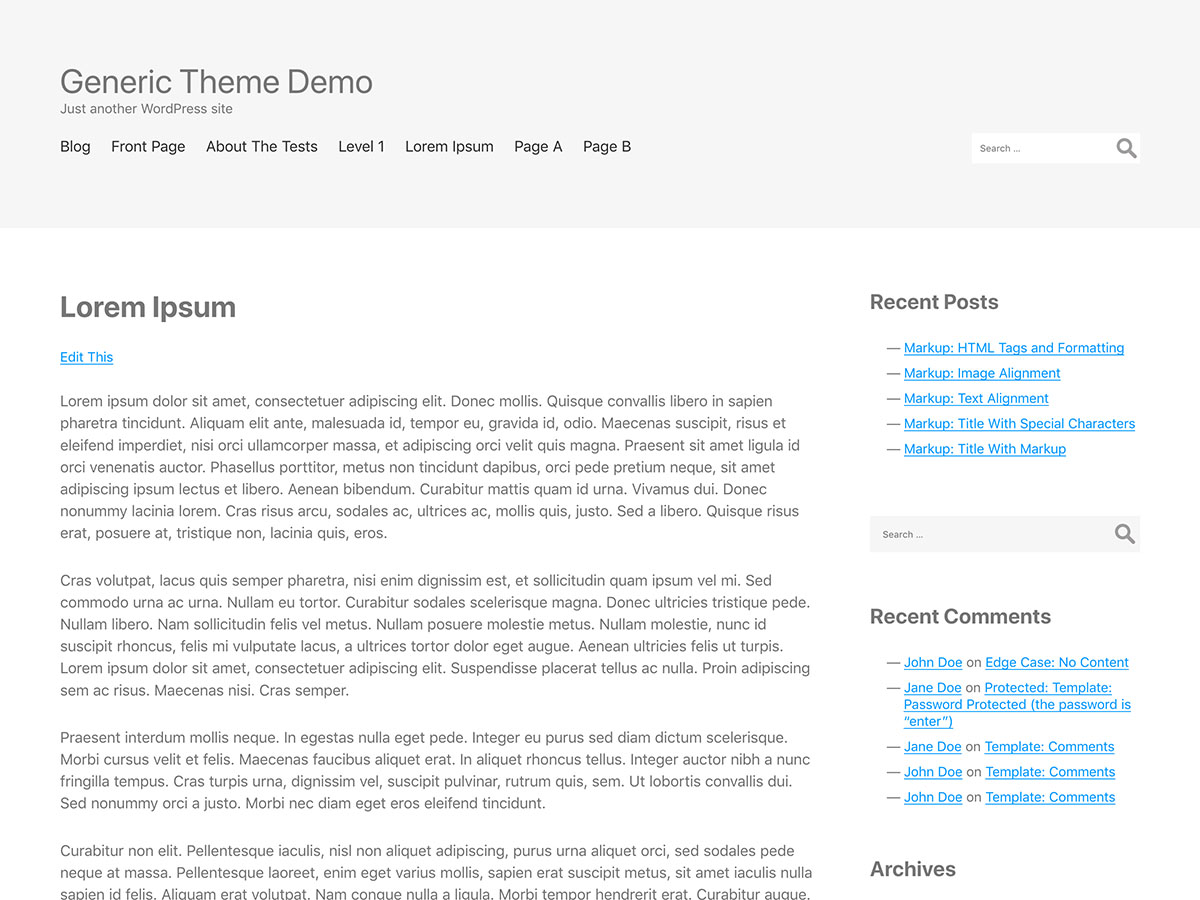 Generic Theme Demo
Just another WordPress site
Blog Front Page About The Tests Level 1 Lorem Ipsum Page A Page B
Search ...
Lorem Ipsum
Edit This
Lorem ipsum dolor sit amet, consectetuer adipiscing elit. Donec mollis. Quisque convallis libero in sapien
pharetra tincidunt. Aliquam elit ante, malesuada id, tempor eu, gravida id, odio. Maecenas suscipit, risus et
eleifend imperdiet, nisi orci ullamcorper massa, et adipiscing orci velit quis magna. Praesent sit amet ligula id
orci venenatis auctor. Phasellus porttitor, metus non tincidunt dapibus, orci pede pretium neque, sit amet
adipiscing ipsum lectus et libero. Aenean bibendum. Curabitur mattis quam id urna. Vivamus dui. Donec
nonummy lacinia lorem. Cras risus arcu, sodales ac, ultrices ac, mollis quis, justo. Sed a libero. Quisque risus
erat, posuere at, tristique non, lacinia quis, eros.
Cras volutpat, lacus quis semper pharetra, nisi enim dignissim est, et sollicitudin quam ipsum vel mi. Sed
commodo urna ac urna. Nullam eu tortor. Curabitur sodales scelerisque magna. Donec ultricies tristique pede.
Nullam libero. Nam sollicitudin felis vel metus. Nullam posuere molestie metus. Nullam molestie, nunc id
suscipit rhoncus, felis mi vulputate lacus, a ultrices tortor dolor eget augue. Aenean ultricies felis ut turpis.
Lorem ipsum dolor sit amet, consectetuer adipiscing elit. Suspendisse placerat tellus ac nulla. Proin adipiscing
sem ac risus. Maecenas nisi. Cras semper.
Praesent interdum mollis neque. In egestas nulla eget pede. Integer eu purus sed diam dictum scelerisque.
Morbi cursus velit et felis. Maecenas faucibus aliquet erat. In aliquet rhoncus tellus. Integer auctor nibh a nunc
fringilla tempus. Cras turpis urna, dignissim vel, suscipit pulvinar, rutrum quis, sem. Ut lobortis convallis dui.
Sed nonummy orci a justo. Morbi nec diam eget eros eleifend tincidunt.
Curabitur non elit. Pellentesque iaculis, nisl non aliquet adipiscing, purus urna aliquet orci, sed sodales pede
neque at massa. Pellentesque laoreet, enim eget varius mollis, sapien erat suscipit metus, sit amet iaculis nulla
sapien id felis. Aliquam erat volutpat. Nam congue nulla a ligula. Morbi tempor hendrerit erat. Curabitur augue.
Recent Posts
— Markup: HTML Tags and Formatting
— Markup: Image Alignment
— Markup: Text Alignment
— Markup: Title With Special Characters
— Markup: Title With Markup
Search ...
Recent Comments
— John Doe on Edge Case: No Content
— Jane Doe on Protected: Template:
Password Protected (the password is
“enter”)
— Jane Doe on Template: Comments
— John Doe on Template: Comments
— John Doe on Template: Comments
Archives